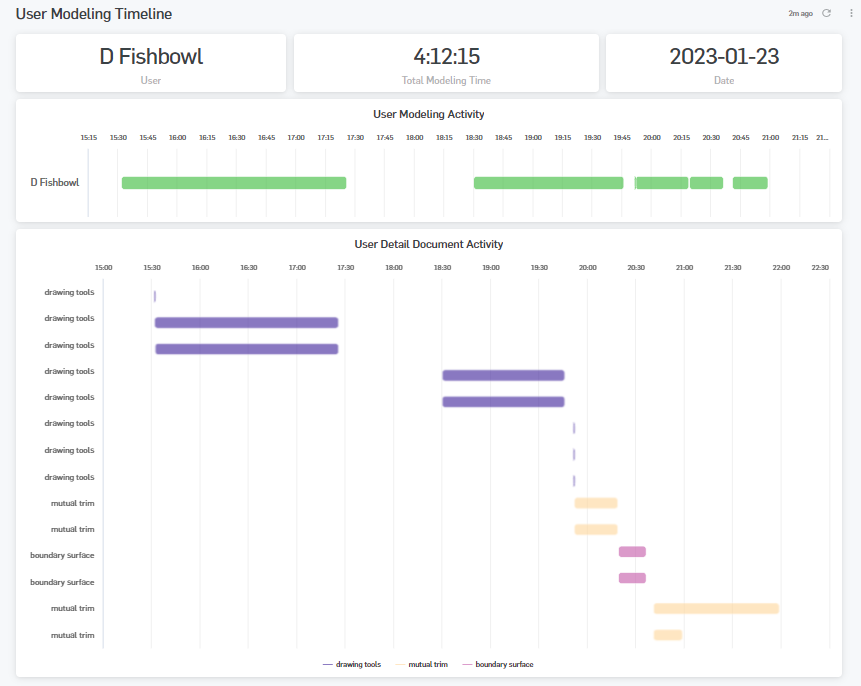 User Modeling Timeline
2m ago
D Fishbowl
User
4:12:15
Total Modeling Time
2023-01-23
Date
User Modeling Activity
15:15 15:30 15:45 16:00 16:15 16:30 16:45 17:00 17:15 17:30 17:45 18:00 18:15 18:30 18:45 19:00 19:15 19:30 19:45 20:00 20:15 20:30 20:45 21:00 21:15 21...
D Fishbowl
User Detail Document Activity
15:00 15:30 16:00 16:30 17:00 17:30 18:00 18:30 19:00 19:30 20:00 20:30 21:00 21:30 22:00 22:30
drawing tools
drawing tools
drawing tools
drawing tools
drawing tools
drawing tools
drawing tools
drawing tools
mutual trim
mutual trim
boundary surface
boundary surface
mutual trim
mutual trim
drawing tools mutual trim boundary surface